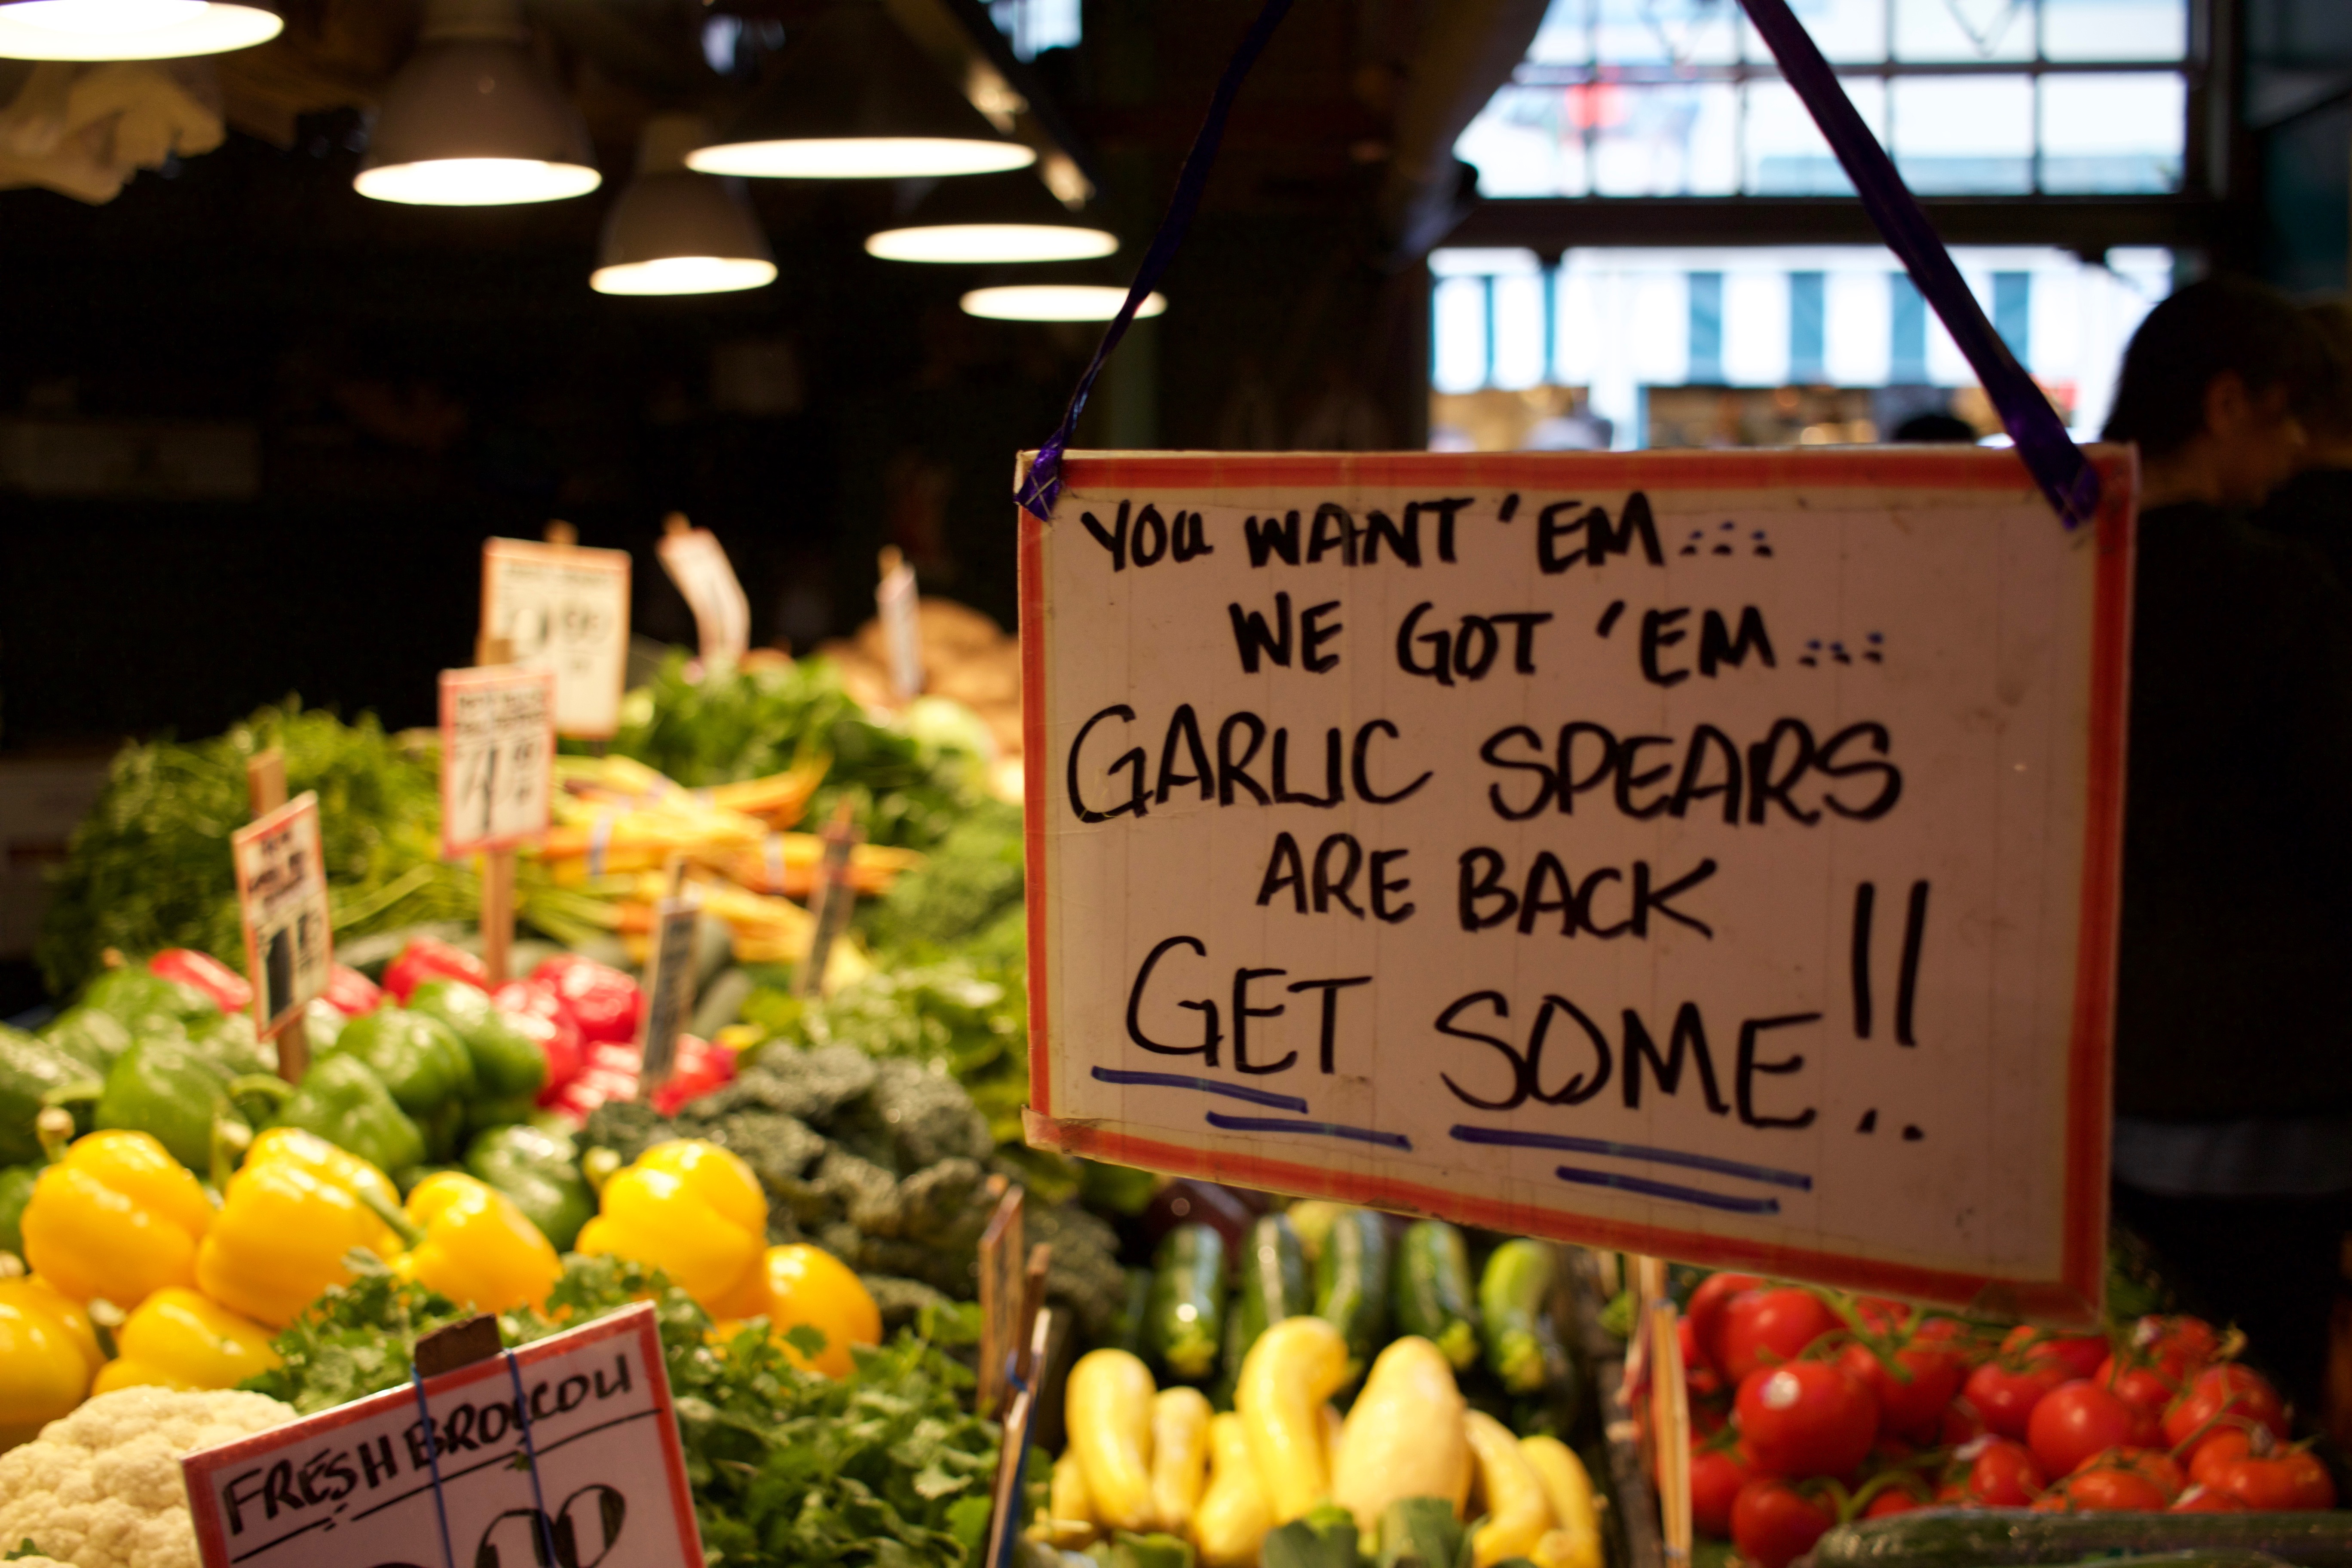 YOU WANT 'EM...
WE GOT 'EM...
GARLIC SPEARS
ARE BACK
GET SOME!!
FRESH BROCCOLI